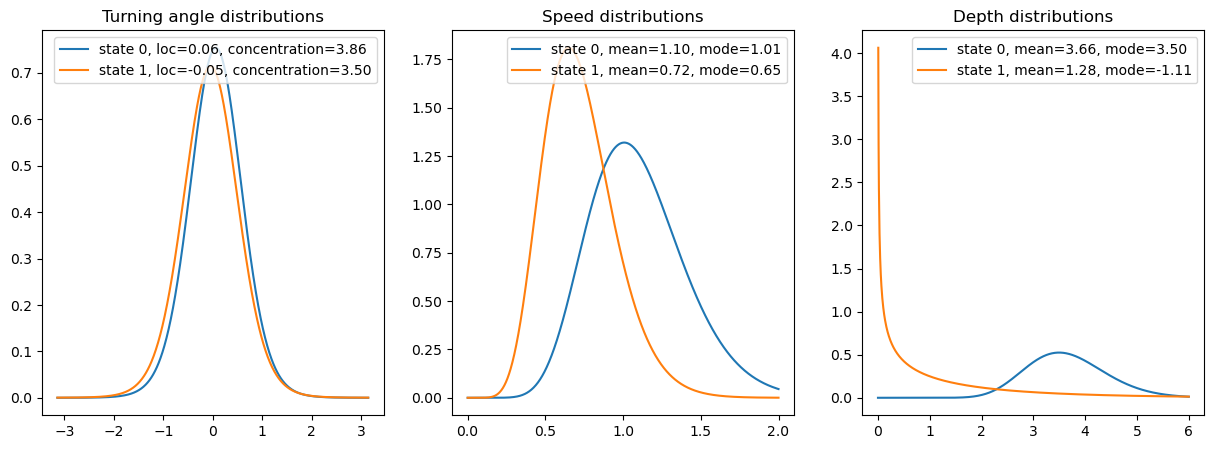 Turning angle distributions
state 0, loc=0.06, concentration=3.86
state 1, loc=-0.05, concentration=3.50
0.7
0.6
0.5
0.4
0.3
0.2
0.1
0.0
−3 −2 −1 0 1 2 3
Speed distributions
state 0, mean=1.10, mode=1.01
state 1, mean=0.72, mode=0.65
1.75
1.50
1.25
1.00
0.75
0.50
0.25
0.00
0.0 0.5 1.0 1.5 2.0
Depth distributions
state 0, mean=3.66, mode=3.50
state 1, mean=1.28, mode=-1.11
4.0
3.5
3.0
2.5
2.0
1.5
1.0
0.5
0.0
0 1 2 3 4 5 6